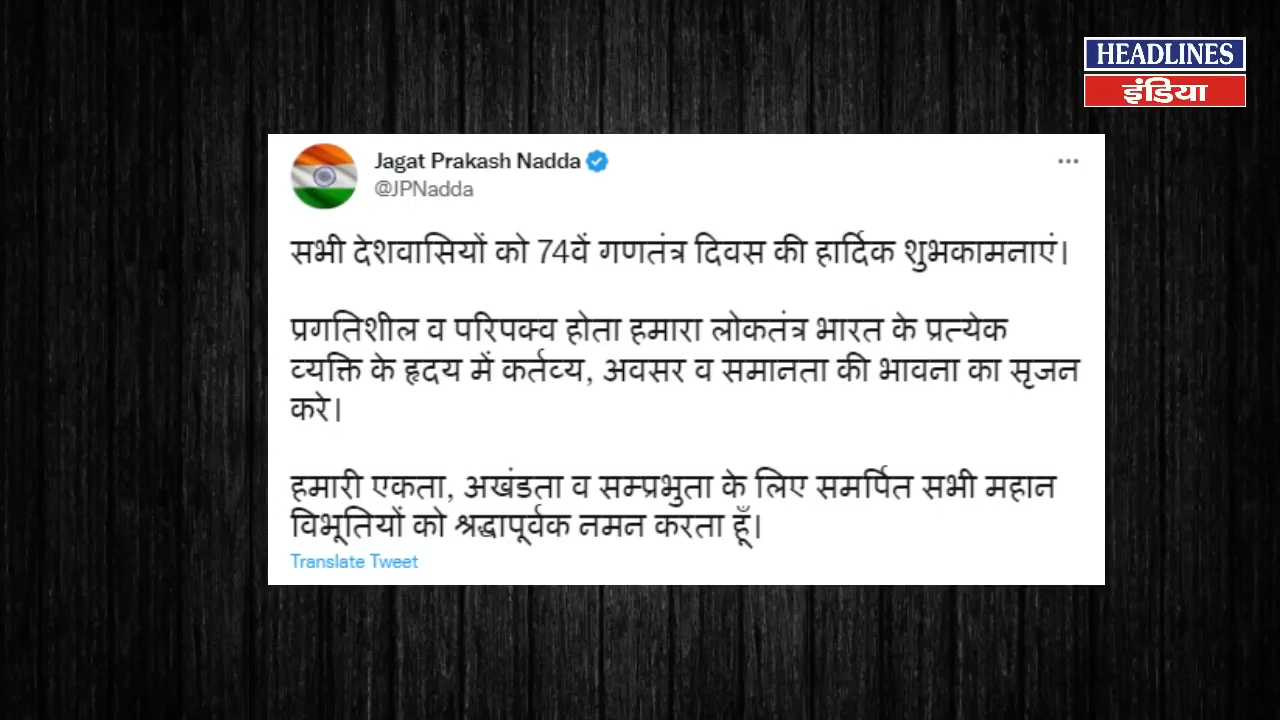 HEADLINES
इंडिया
Jagat Prakash Nadda
@JPNadda
सभी देशवासियों को 74वें गणतंत्र दिवस की हार्दिक शुभकामनाएं।
प्रगतिशील व परिपक्व होता हमारा लोकतंत्र भारत के प्रत्येक
व्यक्ति के हृदय में कर्तव्य, अवसर व समानता की भावना का सृजन
करे।
हमारी एकता, अखंडता व सम्प्रभुता के लिए समर्पित सभी महान
विभूतियों को श्रद्धापूर्वक नमन करता हूँ।
Translate Tweet